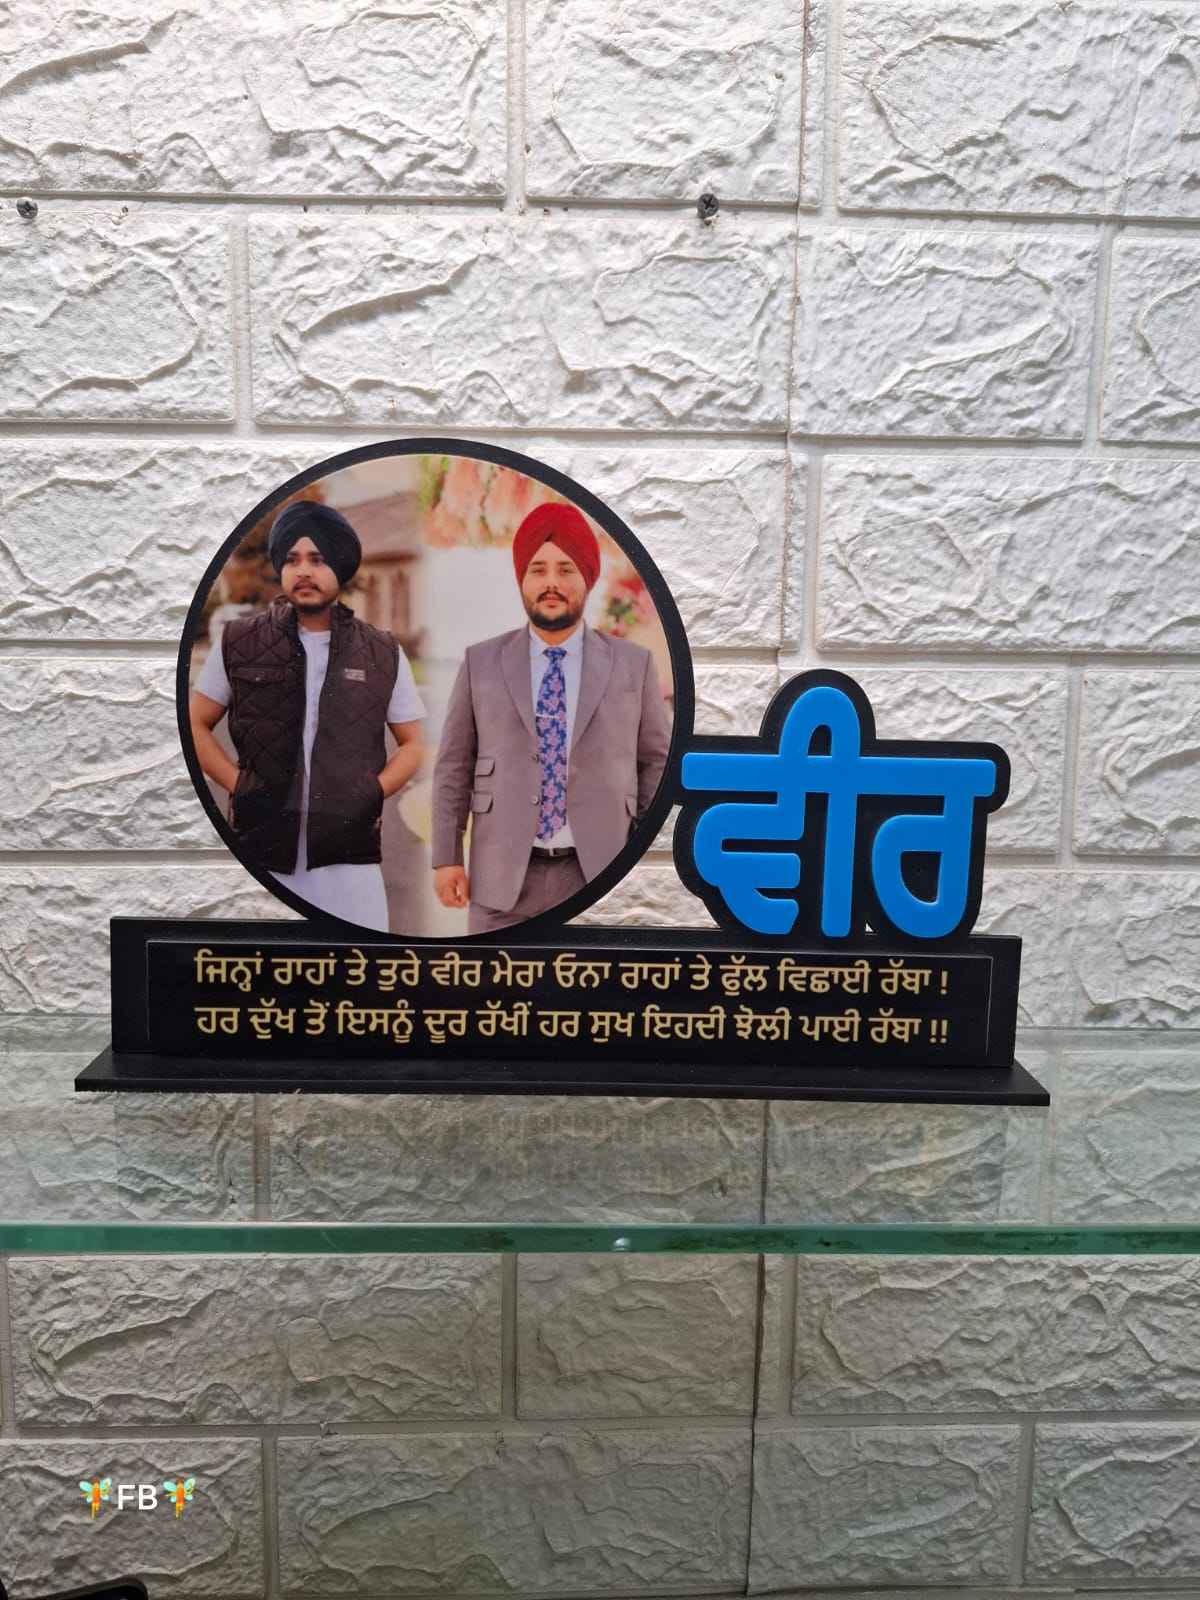 ਵੀਰ
ਜਿਨ੍ਹਾਂ ਰਾਹਾਂ ਤੇ ਤੁਰੇ ਵੀਰ ਮੇਰਾ ਓਨਾ ਰਾਹਾਂ ਤੇ ਫੁੱਲ ਵਿਛਾਈ ਰੱਬਾ !
ਹਰ ਦੁੱਖ ਤੋਂ ਇਸਨੂੰ ਦੂਰ ਰੱਖੀਂ ਹਰ ਸੁਖ ਇਹਦੀ ਝੋਲੀ ਪਾਈ ਰੱਬਾ !!
FB